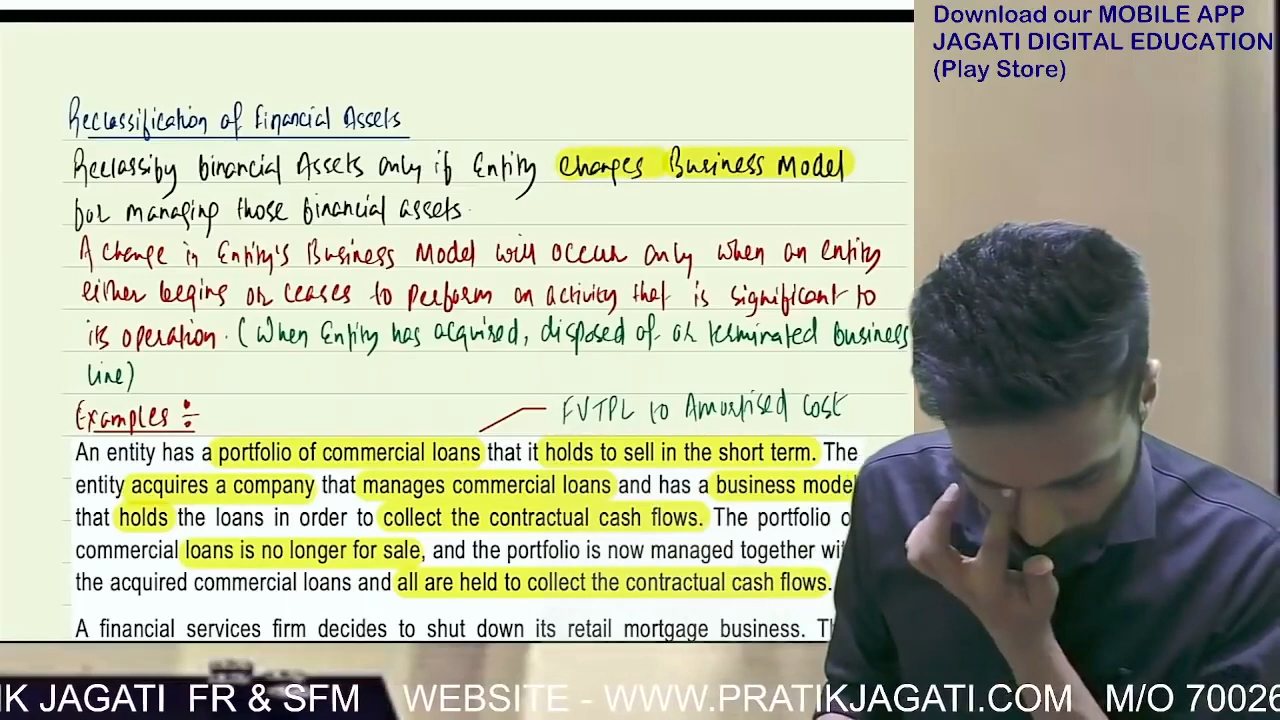 Download our MOBILE APP
JAGATI DIGITAL EDUCATION
(Play Store)
Reclassification of Financial Assets
Reclassify financial Assets only if Entity changes Business Model
for managing those financial assets.
A change in Entity's Business Model will occur only when an entity
either begins or ceases to perform an activity that is significant to
its operation. (When Entity has acquired, disposed of or terminated business
line)
Examples :-
FVTPL to Amortised cost
An entity has a portfolio of commercial loans that it holds to sell in the short term. The
entity acquires a company that manages commercial loans and has a business model
that holds the loans in order to collect the contractual cash flows. The portfolio o
commercial loans is no longer for sale, and the portfolio is now managed together wi
the acquired commercial loans and all are held to collect the contractual cash flows.
A financial services firm decides to shut down its retail mortgage business. Th
IK JAGATI FR & SFM WEBSITE - WWW.PRATIKJAGATI.COM M/O 70026